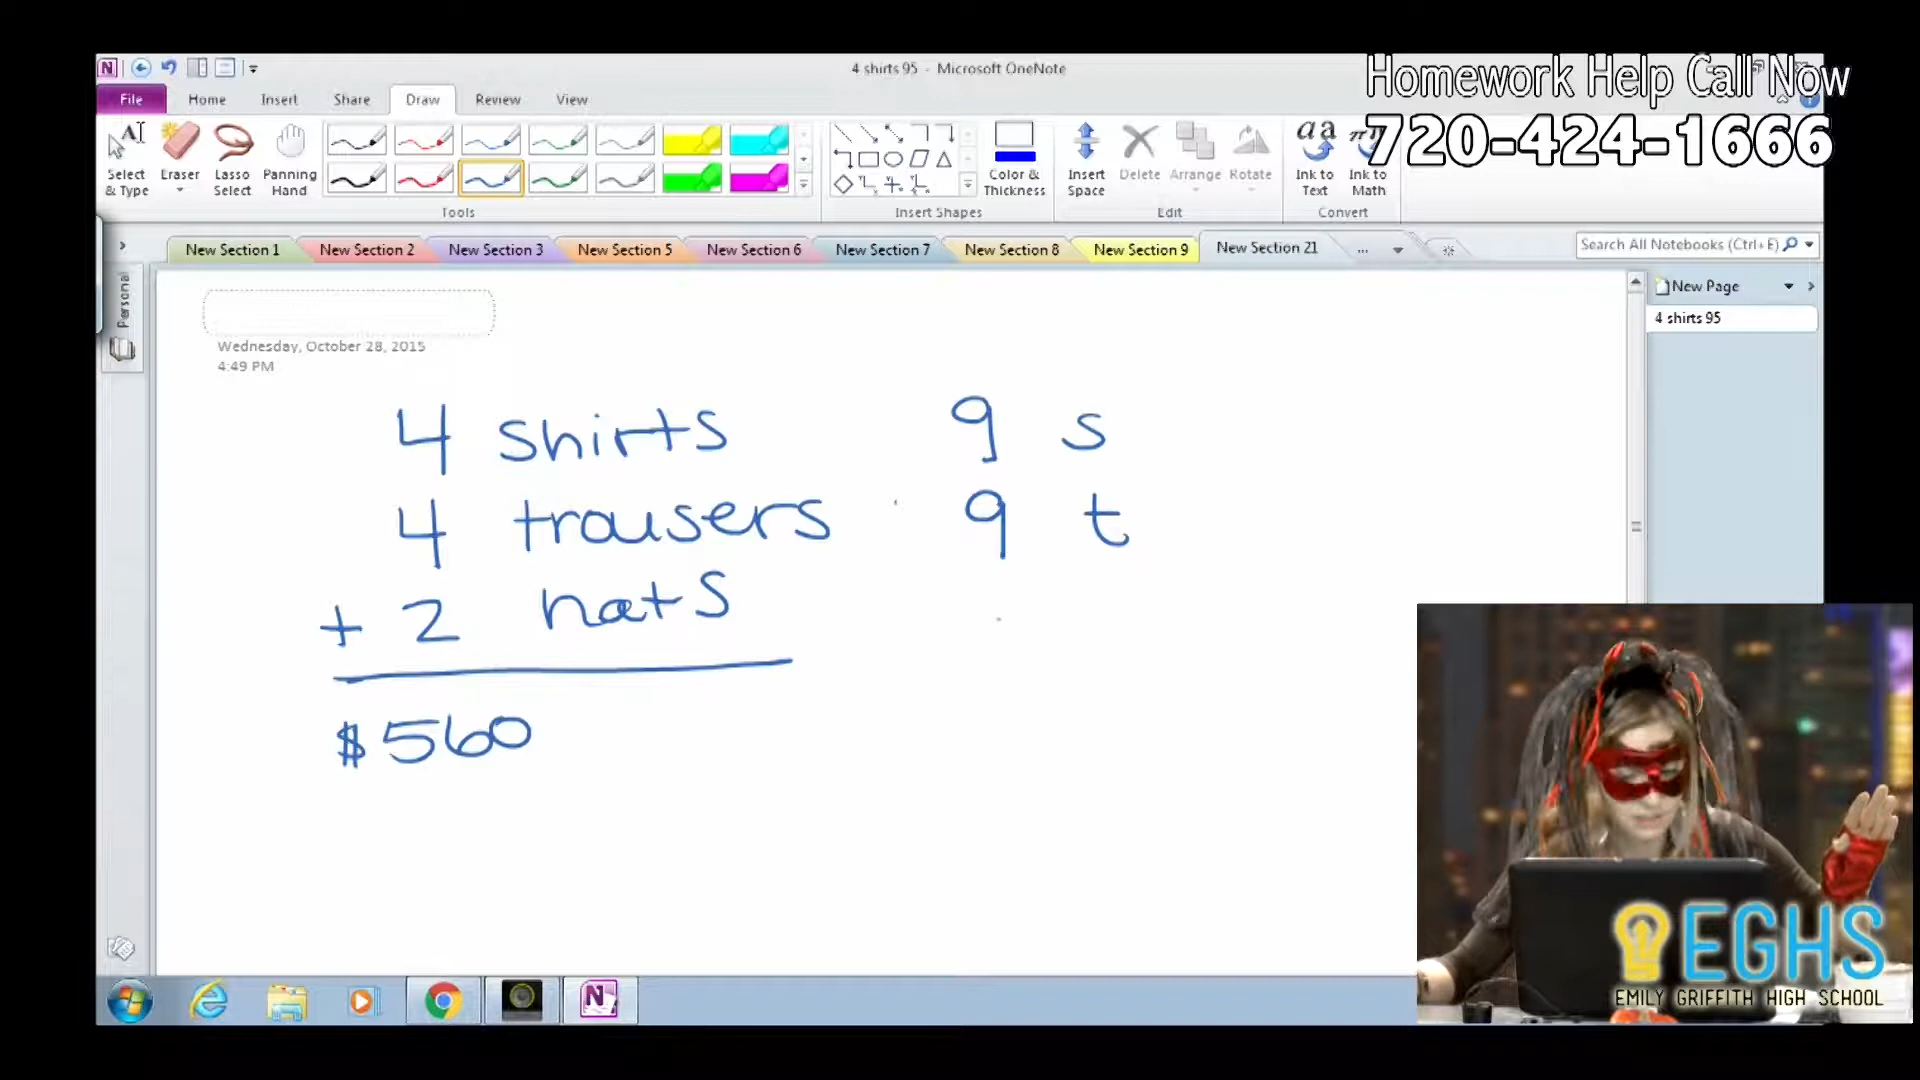 4 shirts 95 - Microsoft OneNote
Homework Help Call Now
720-424-1666
File Home Insert Share Draw Review View
Select & Type
Eraser
Lasso Select
Panning Hand
Color & Thickness
Insert Space
Delete
Arrange
Rotate
Ink to Text
Ink to Math
Tools
Insert Shapes
Edit
Convert
New Section 1 New Section 2 New Section 3 New Section 5 New Section 6 New Section 7 New Section 8 New Section 9 New Section 21 ...
Search All Notebooks (Ctrl+E)
Personal
New Page
4 shirts 95
Wednesday, October 28, 2015
4:49 PM
4 shirts 9 s
4 trousers 9 t
+ 2 hats
$560
EGHS
EMILY GRIFFITH HIGH SCHOOL